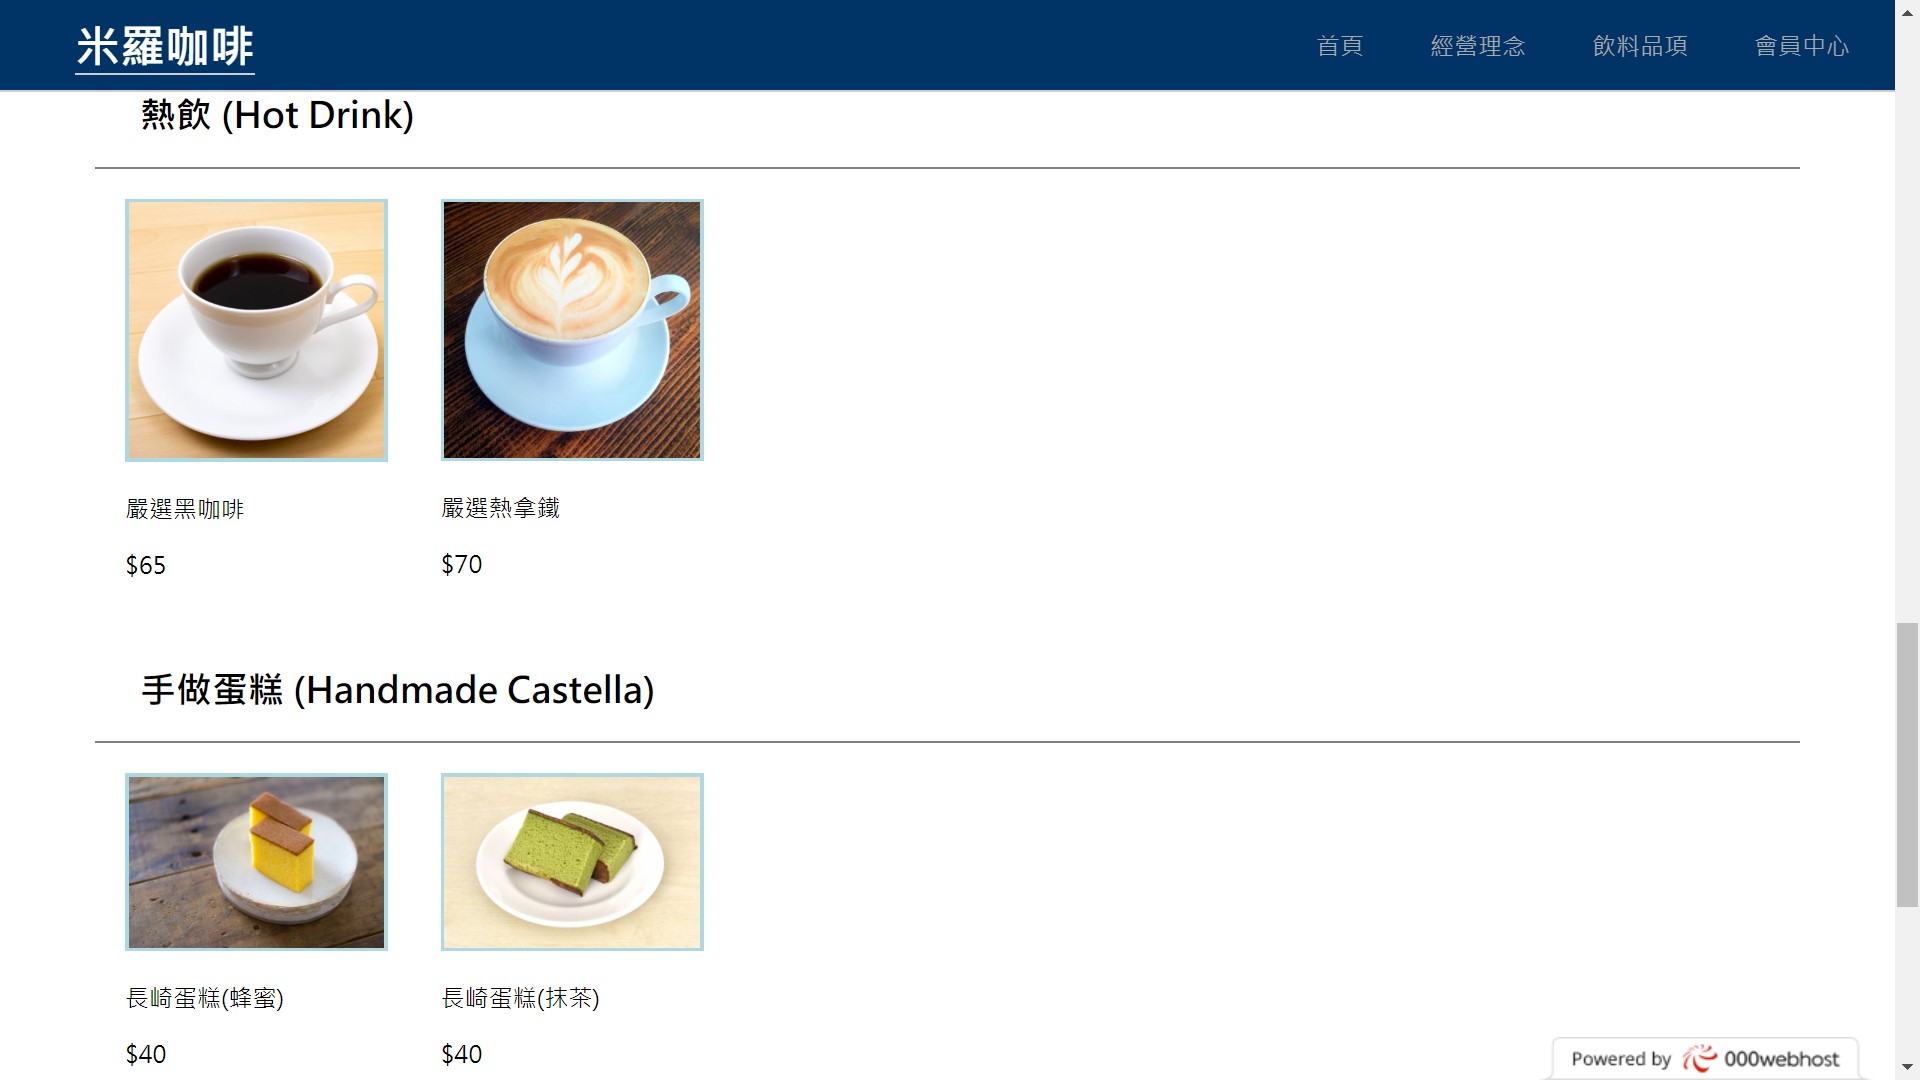 米羅咖啡
首頁 經營理念 飲料品項 會員中心
熱飲 (Hot Drink)
嚴選黑咖啡 嚴選熱拿鐵
$65 $70
手做蛋糕 (Handmade Castella)
長崎蛋糕(蜂蜜) 長崎蛋糕(抹茶)
$40 $40
Powered by 000webhost